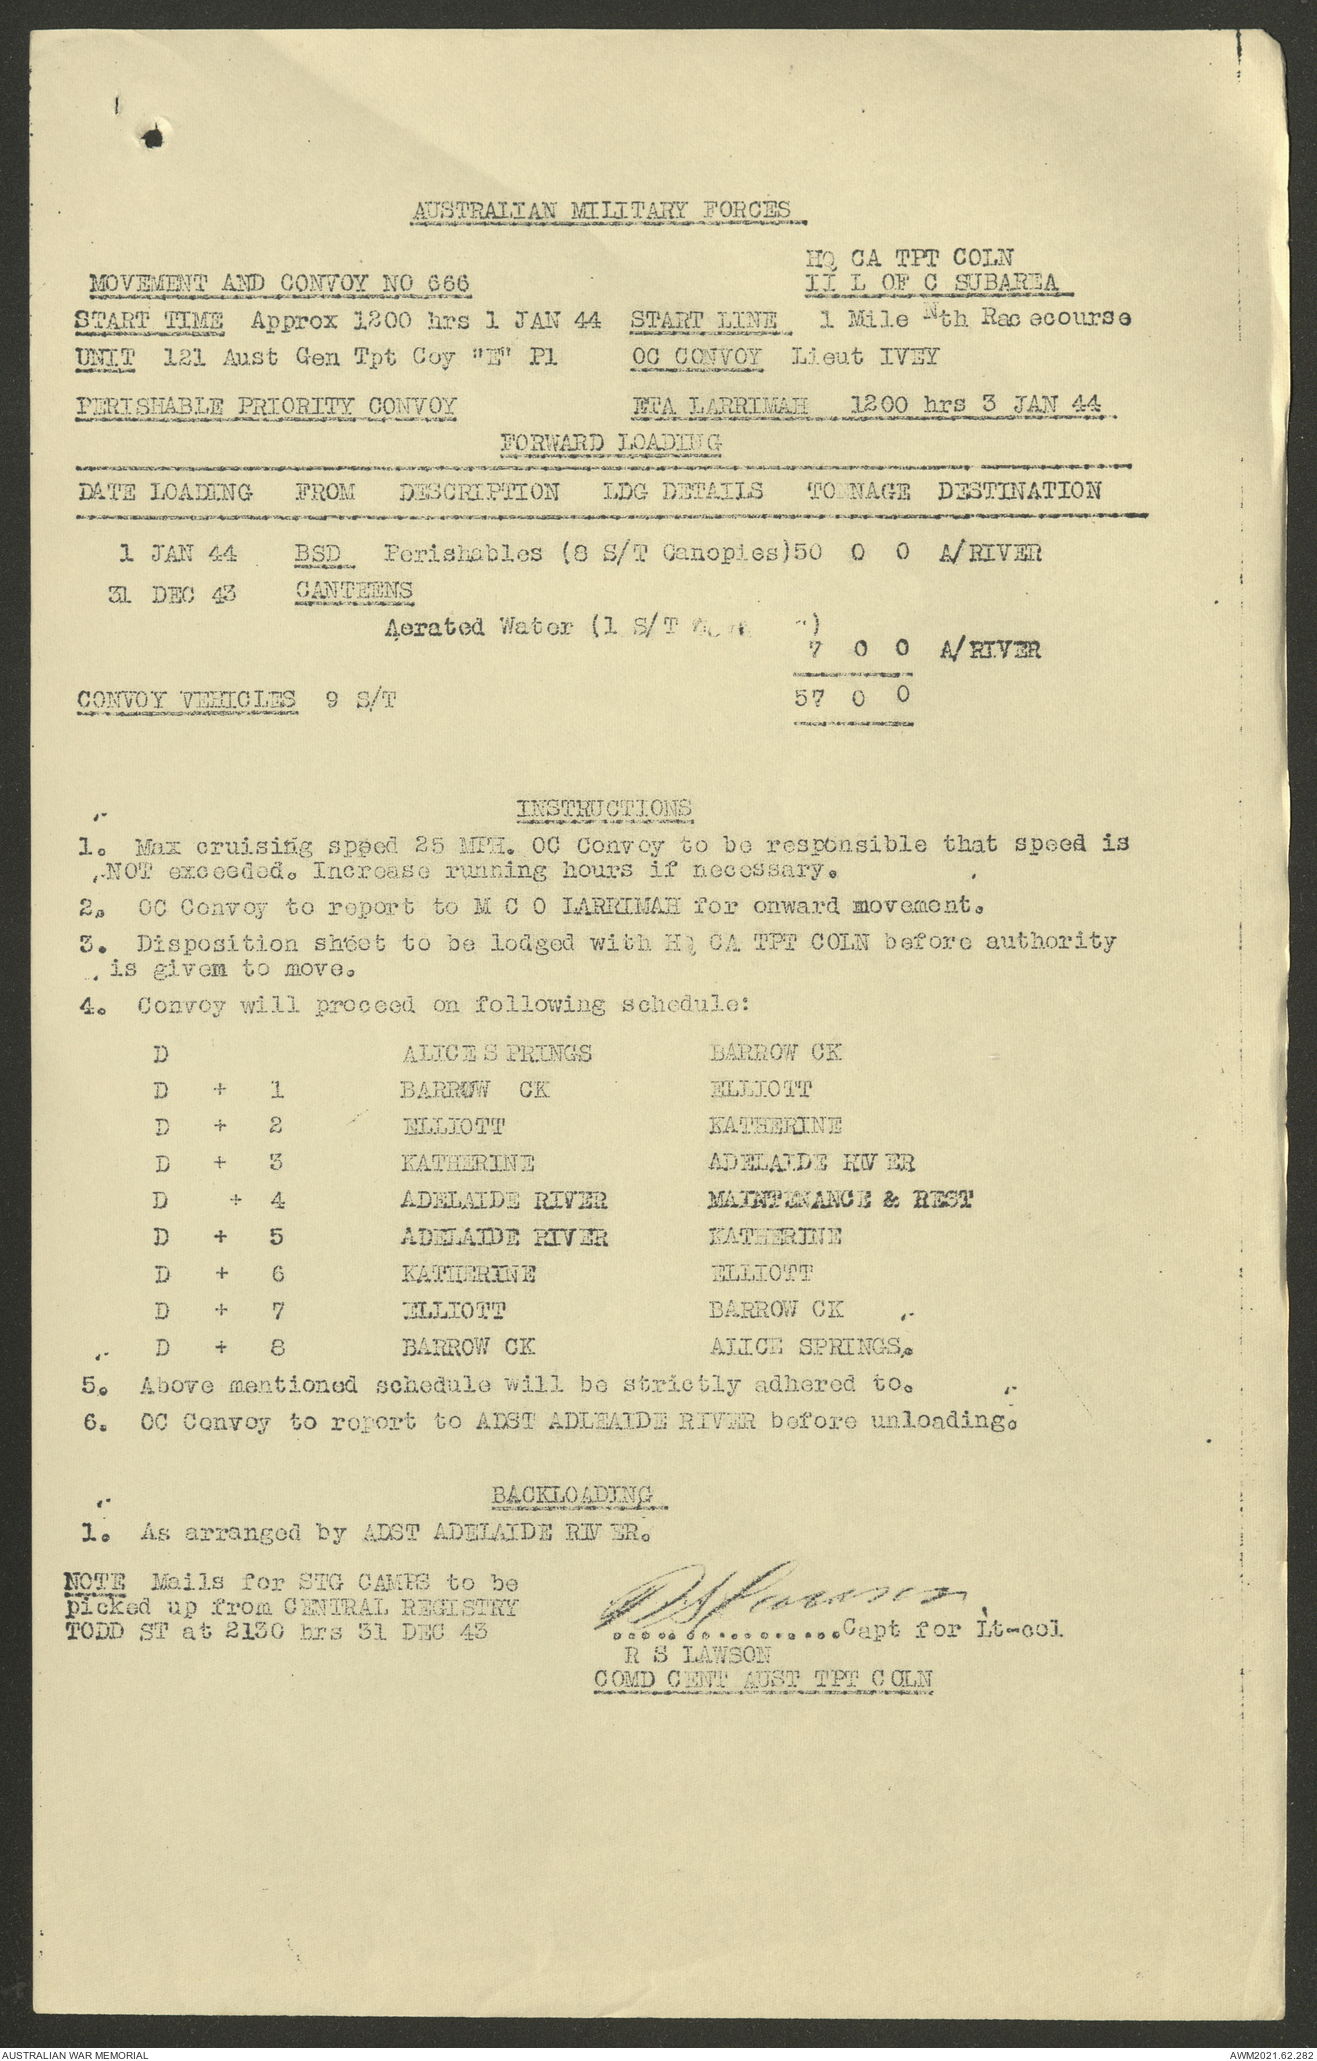 AUSTRALIAN MILITARY FORCES
HQ CA TPT COLN
MOVEMENT AND CONVOY NO 666 II L OF C SUBAREA
START TIME Approx 1200 hrs 1 JAN 44 START LINE 1 Mile Nth Racecourse
UNIT 121 Aust Gen Tpt Coy "E" Pl OC CONVOY Lieut IVEY
PERISHABLE PRIORITY CONVOY ETA LARRIMAH 1200 hrs 3 JAN 44
FORWARD LOADING
DATE LOADING FROM DESCRIPTION LDG DETAILS TONNAGE DESTINATION
1 JAN 44 BSD Perishables (8 S/T Canopies)50 0 0 A/RIVER
31 DEC 43 CANTEENS
Aerated Water (1 S/T )
7 0 0 A/RIVER
CONVOY VEHICLES 9 S/T 57 0 0
INSTRUCTIONS
1. Max cruising speed 25 MPH. OC Convoy to be responsible that speed is
NOT exceeded. Increase running hours if necessary.
2. OC Convoy to report to M C O LARRIMAH for onward movement.
3. Disposition sheet to be lodged with HQ CA TPT COLN before authority
is given to move.
4. Convoy will proceed on following schedule:
D ALICE S PRINGS BARROW CK
D + 1 BARROW CK ELLIOTT
D + 2 ELLIOTT KATHERINE
D + 3 KATHERINE ADELAIDE RIV ER
D + 4 ADELAIDE RIVER MAINTENANCE & REST
D + 5 ADELAIDE RIVER KATHERINE
D + 6 KATHERINE ELLIOTT
D + 7 ELLIOTT BARROW CK
D + 8 BARROW CK ALICE SPRINGS.
5. Above mentioned schedule will be strictly adhered to.
6. OC Convoy to report to ADST ADLEAIDE RIVER before unloading.
BACKLOADING
1. As arranged by ADST ADELAIDE RIV ER.
NOTE Mails for STG CAMPS to be
picked up from CENTRAL REGISTRY
TODD ST at 2130 hrs 31 DEC 43
R S Lawson
................Capt for Lt-col
R S LAWSON
COMD CENT AUST TPT COLN
AUSTRALIAN WAR MEMORIAL AWM2021.62.282